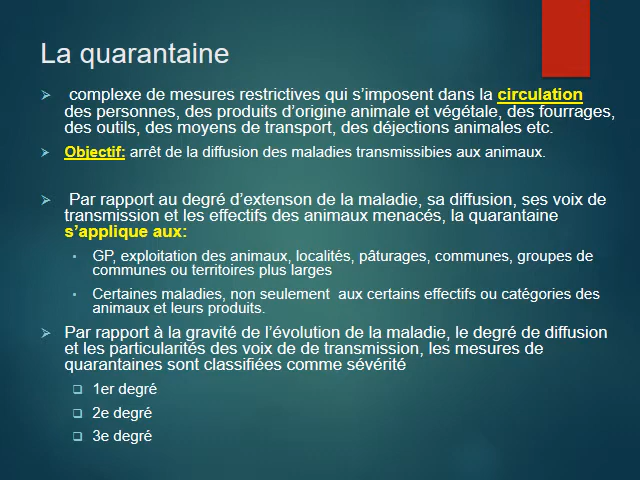 La quarantaine
complexe de mesures restrictives qui s'imposent dans la circulation
des personnes, des produits d'origine animale et végétale, des fourrages,
des outils, des moyens de transport, des déjections animales etc.
Objectif: arrêt de la diffusion des maladies transmissibies aux animaux.
Par rapport au degré d'extenson de la maladie, sa diffusion, ses voix de
transmission et les effectifs des animaux menacés, la quarantaine
s'applique aux:
GP, exploitation des animaux, localités, pâturages, communes, groupes de
communes ou territoires plus larges
Certaines maladies, non seulement aux certains effectifs ou catégories des
animaux et leurs produits.
Par rapport à la gravité de l'évolution de la maladie, le degré de diffusion
et les particularités des voix de de transmission, les mesures de
quarantaines sont classifiées comme sévérité
1er degré
2e degré
3e degré